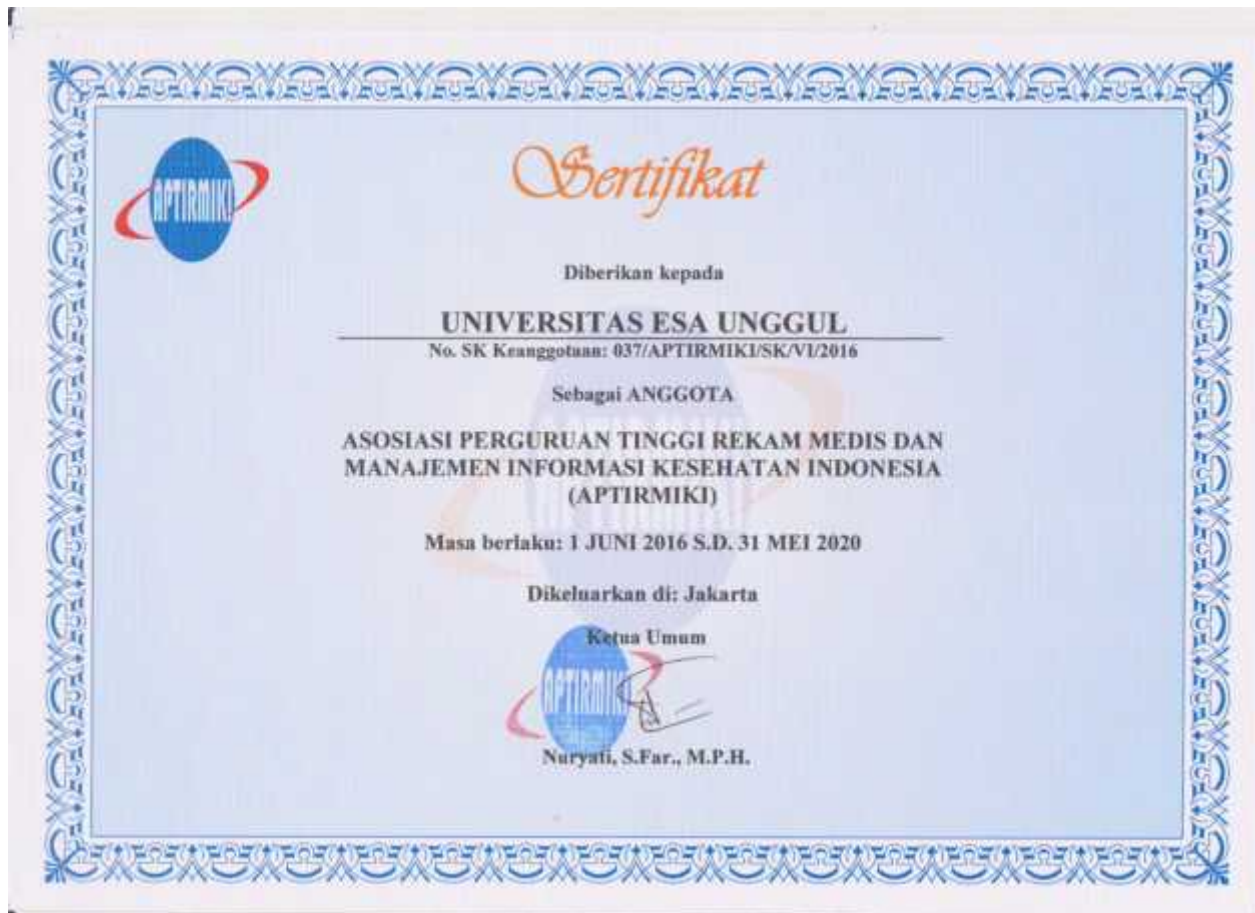 APTIRMIKI
Sertifikat
Diberikan kepada
UNIVERSITAS ESA UNGGUL
No. SK Keanggotaan: 037/APTIRMIKI/SK/VI/2016
Sebagai ANGGOTA
ASOSIASI PERGURUAN TINGGI REKAM MEDIS DAN
MANAJEMEN INFORMASI KESEHATAN INDONESIA
(APTIRMIKI)
Masa berlaku: 1 JUNI 2016 S.D. 31 MEI 2020
Dikeluarkan di: Jakarta
Ketua Umum
APTIRMIKI
Nuryati, S.Far., M.P.H.